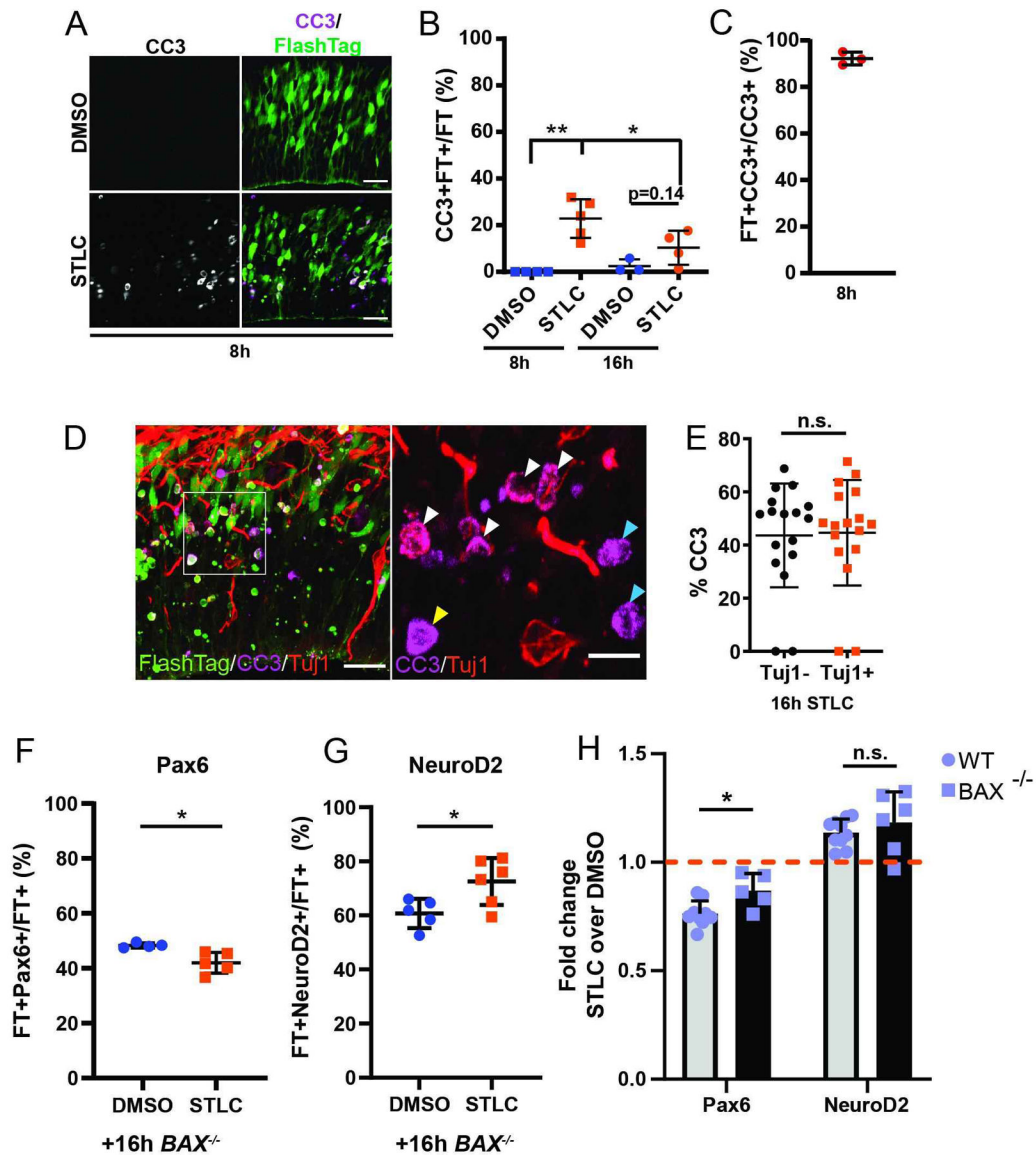 A
CC3
CC3/
FlashTag
DMSO
STLC
8h
B
CC3+FT+/FT (%)
100
80
60
40
20
0
**
*
p=0.14
DMSO
STLC
DMSO
STLC
8h
16h
C
FT+CC3+/CC3+ (%)
100
80
60
40
20
0
8h
D
FlashTag/CC3/Tuj1
CC3/Tuj1
E
n.s.
% CC3
80
60
40
20
0
Tuj1-
Tuj1+
16h STLC
F
Pax6
FT+Pax6+/FT+ (%)
100
80
60
40
20
0
*
DMSO
STLC
+16h BAX-/-
G
NeuroD2
FT+NeuroD2+/FT+ (%)
100
80
60
40
20
0
*
DMSO
STLC
+16h BAX-/-
H
Fold change
STLC over DMSO
1.5
1.0
0.5
0.0
*
n.s.
WT
BAX -/-
Pax6
NeuroD2